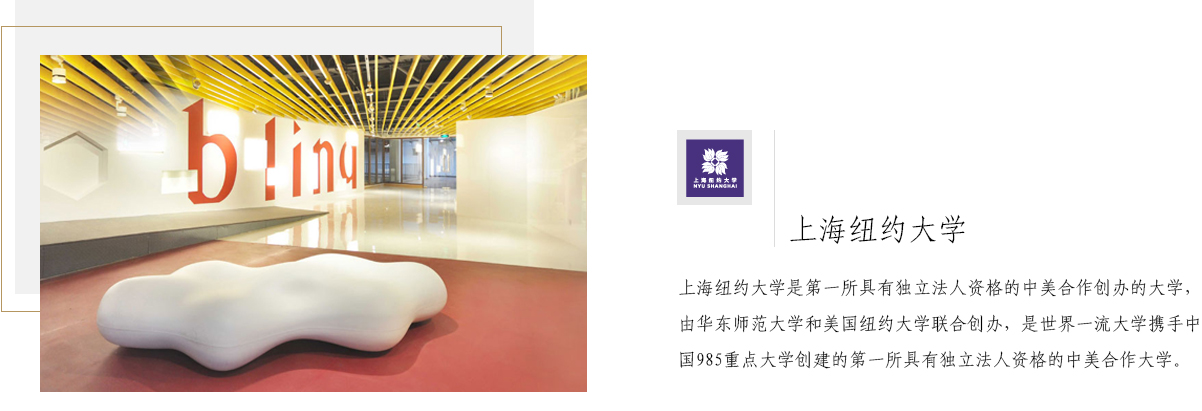 blinq
上海纽约大学
NYU SHANGHAI
上海纽约大学
上海纽约大学是第一所具有独立法人资格的中美合作创办的大学，
由华东师范大学和美国纽约大学联合创办，是世界一流大学携手中
国985重点大学创建的第一所具有独立法人资格的中美合作大学。